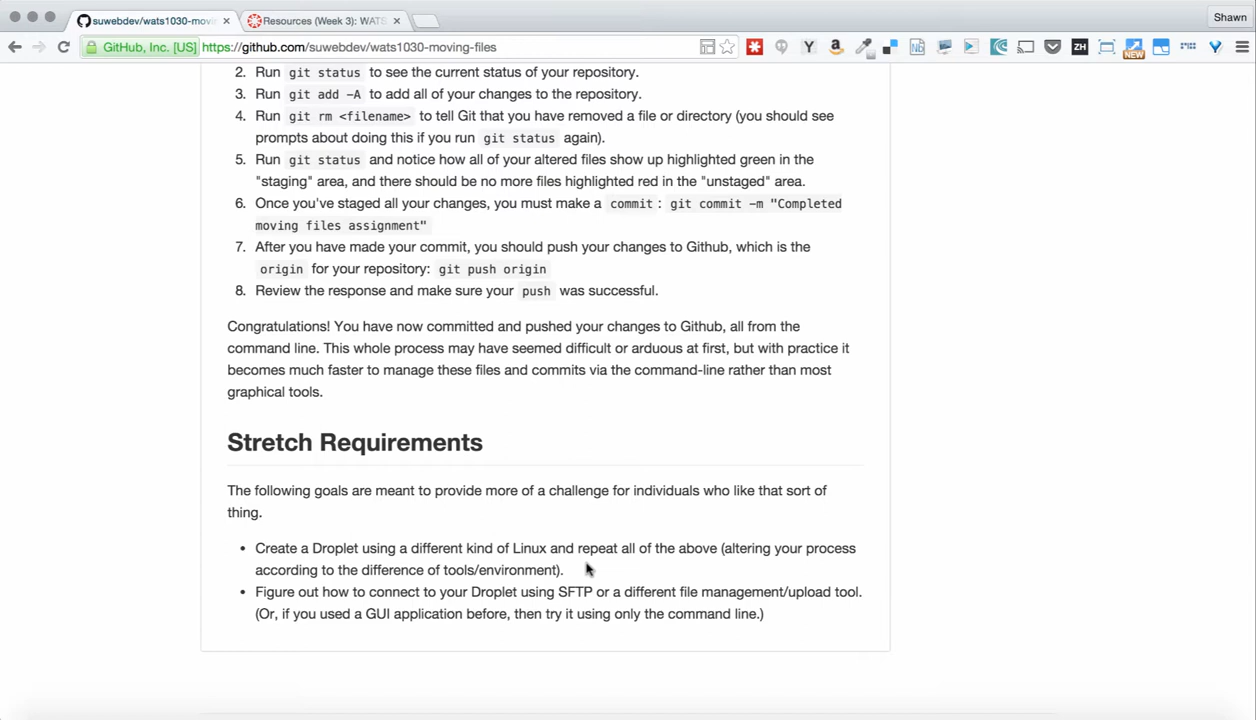 suwebdev/wats1030-movi
Resources (Week 3): WATS
Shawn
GitHub, Inc. [US] https://github.com/suwebdev/wats1030-moving-files
2. Run git status to see the current status of your repository.
3. Run git add -A to add all of your changes to the repository.
4. Run git rm <filename> to tell Git that you have removed a file or directory (you should see
prompts about doing this if you run git status again).
5. Run git status and notice how all of your altered files show up highlighted green in the
"staging" area, and there should be no more files highlighted red in the "unstaged" area.
6. Once you've staged all your changes, you must make a commit : git commit -m "Completed
moving files assignment"
7. After you have made your commit, you should push your changes to Github, which is the
origin for your repository: git push origin
8. Review the response and make sure your push was successful.
Congratulations! You have now committed and pushed your changes to Github, all from the
command line. This whole process may have seemed difficult or arduous at first, but with practice it
becomes much faster to manage these files and commits via the command-line rather than most
graphical tools.
Stretch Requirements
The following goals are meant to provide more of a challenge for individuals who like that sort of
thing.
• Create a Droplet using a different kind of Linux and repeat all of the above (altering your process
according to the difference of tools/environment).
• Figure out how to connect to your Droplet using SFTP or a different file management/upload tool.
(Or, if you used a GUI application before, then try it using only the command line.)